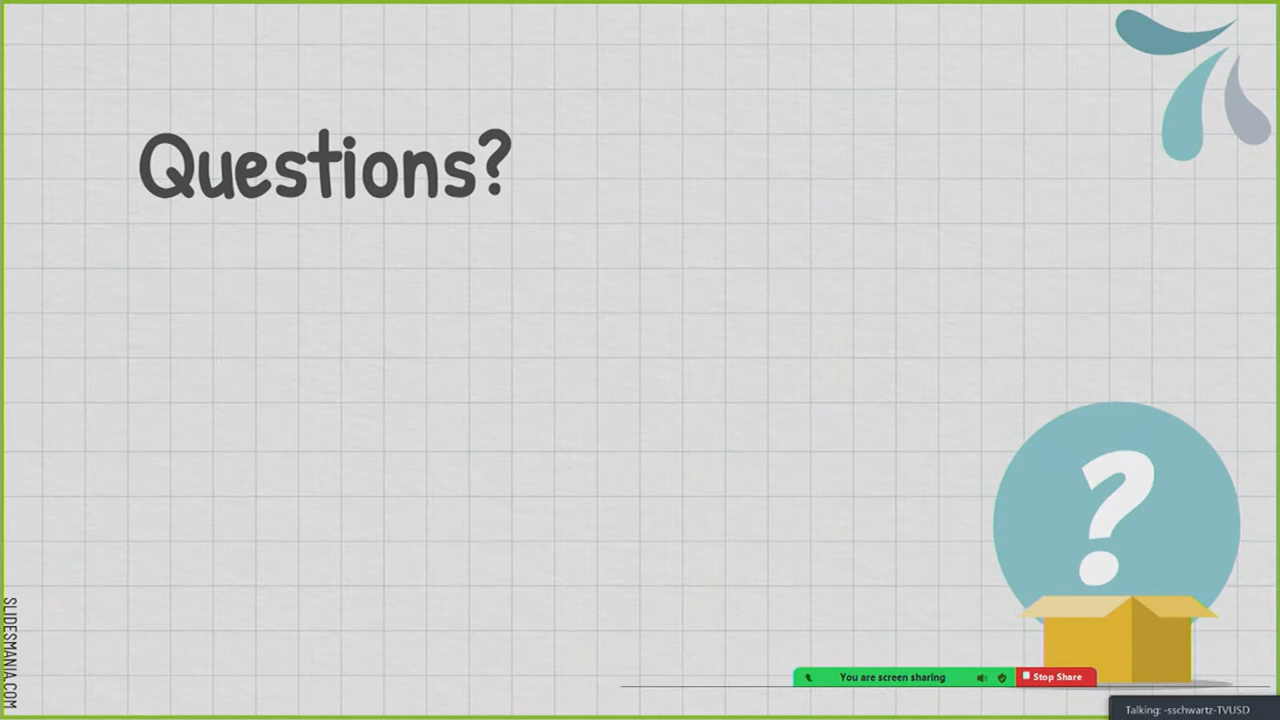 Questions?
?
SLIDESMANIA.COM
You are screen sharing
Stop Share
Talking: -sschwartz-TVUSD